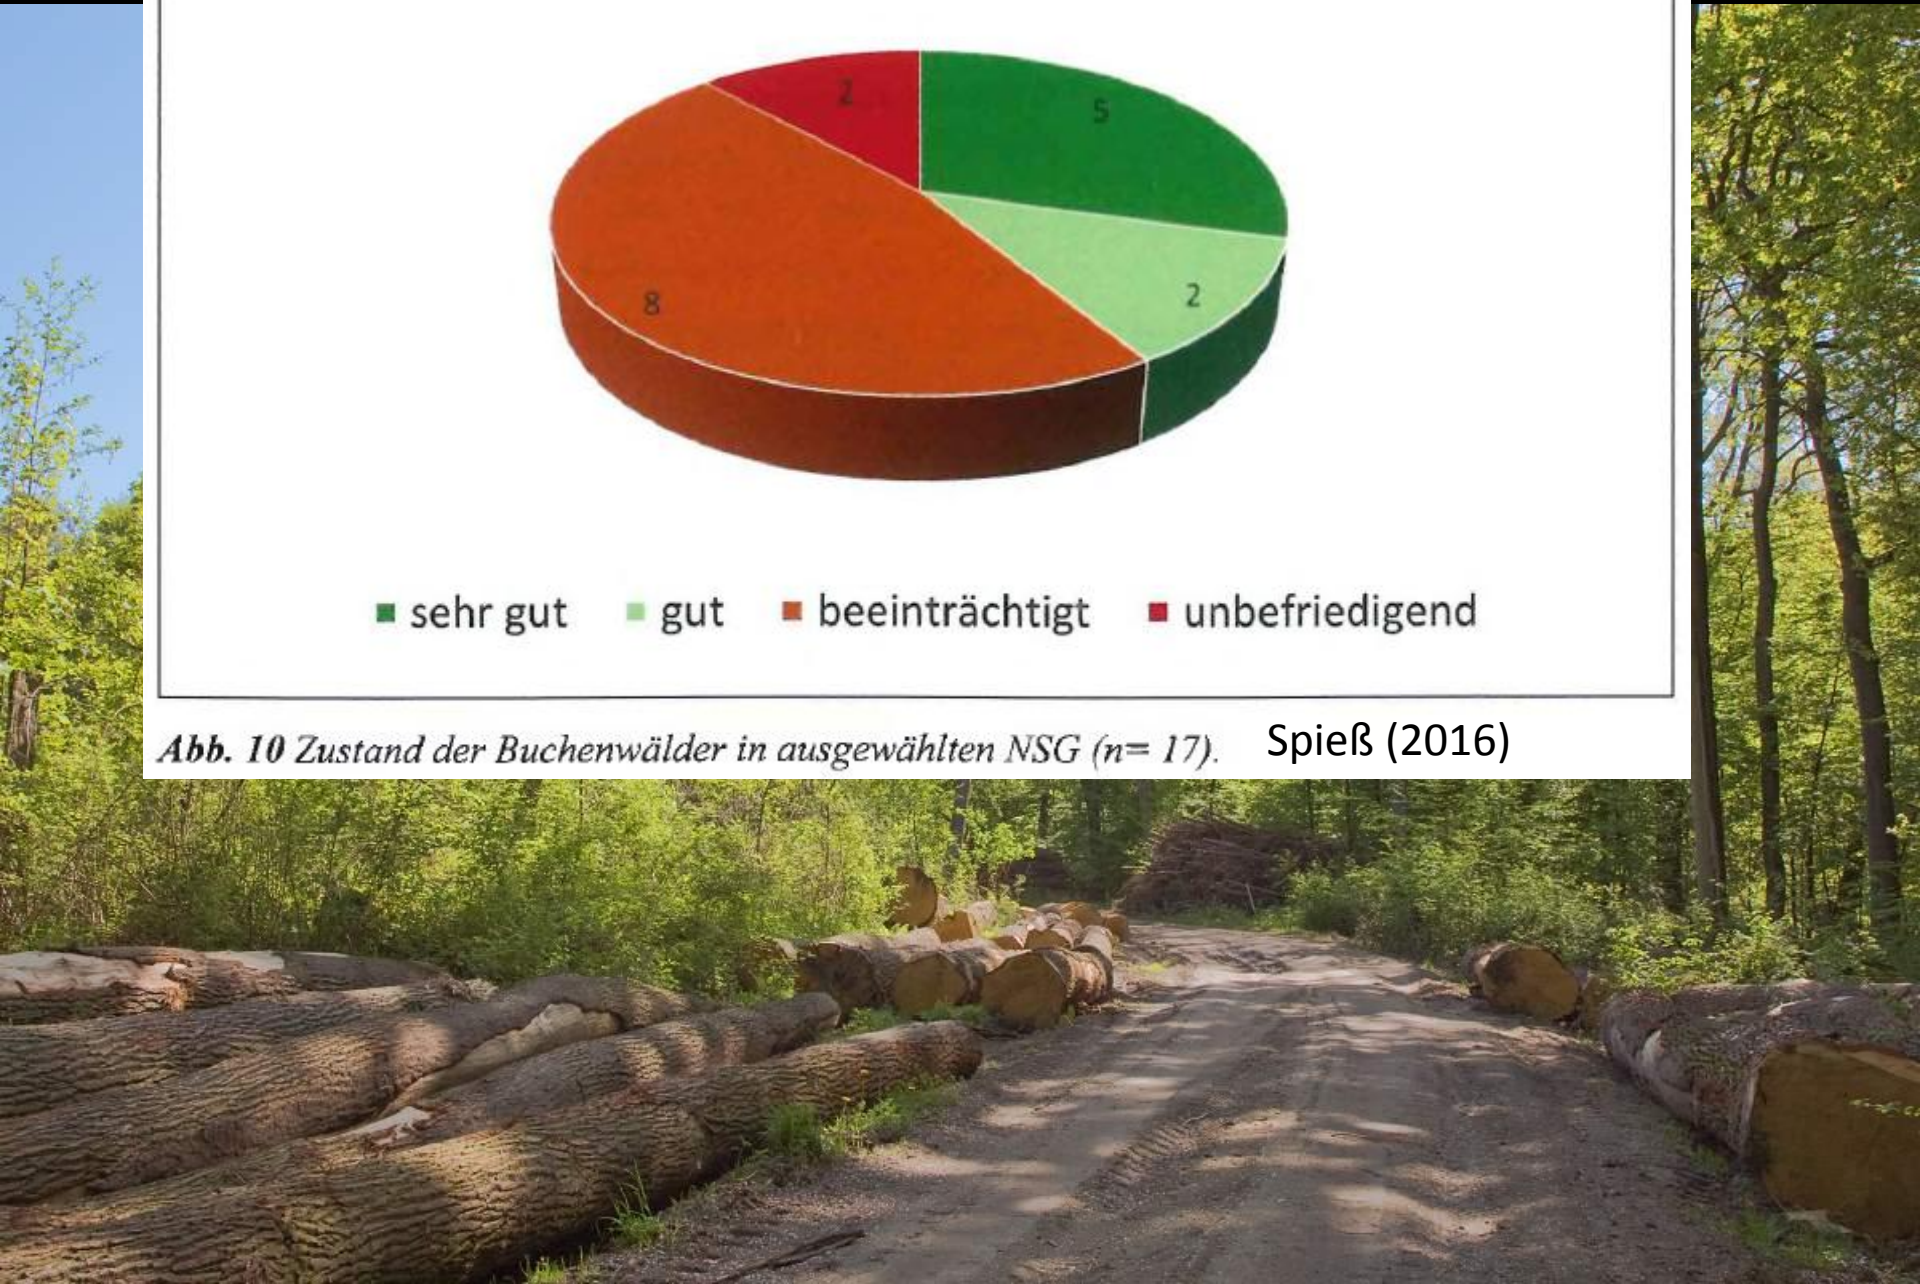 2
5
8
2
sehr gut gut beeinträchtigt unbefriedigend
Abb. 10 Zustand der Buchenwälder in ausgewählten NSG (n= 17). Spieß (2016)